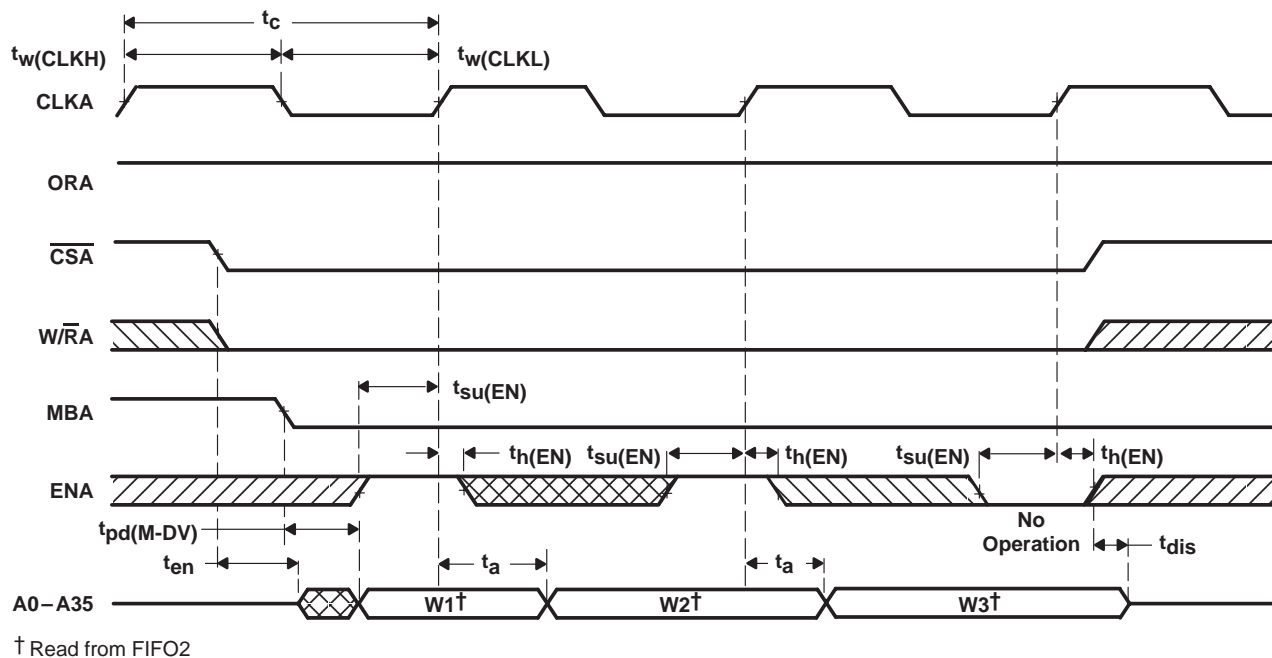 tc
tw(CLKH)
tw(CLKL)
CLKA
ORA
CSA
W/RA
tsu(EN)
MBA
th(EN)
tsu(EN)
th(EN)
tsu(EN)
th(EN)
ENA
No
Operation
tpd(M-DV)
ten
ta
ta
tdis
A0–A35
W1†
W2†
W3†
† Read from FIFO2